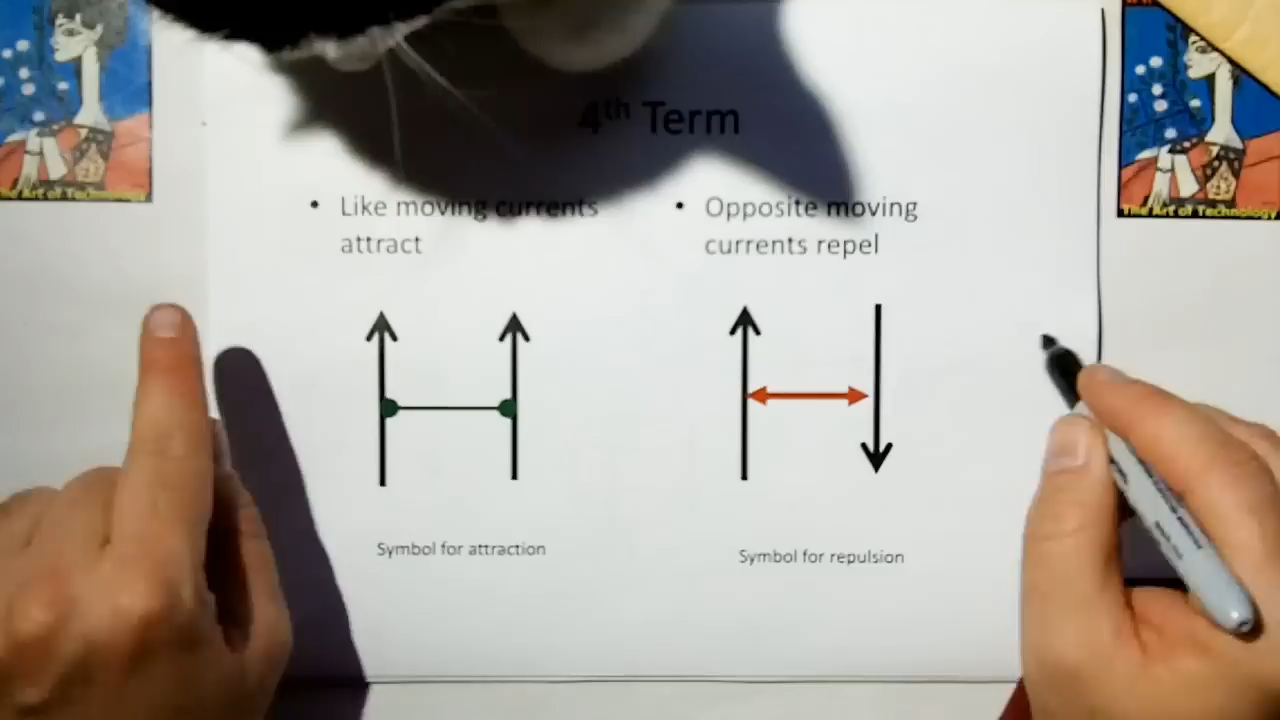 4th Term
• Like moving currents
attract
• Opposite moving
currents repel
Symbol for attraction
Symbol for repulsion
The Art of Technology
The Art of Technology